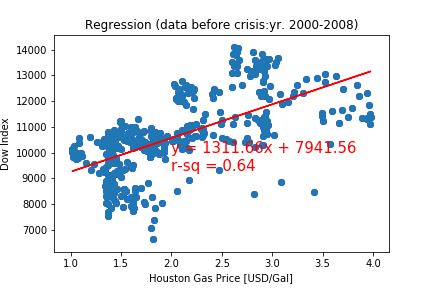 Regression (data before crisis:yr. 2000-2008)
14000
13000
12000
11000
10000
9000
8000
7000
Dow Index
y = 1311.66x + 7941.56
r-sq = 0.64
1.0 1.5 2.0 2.5 3.0 3.5 4.0
Houston Gas Price [USD/Gal]